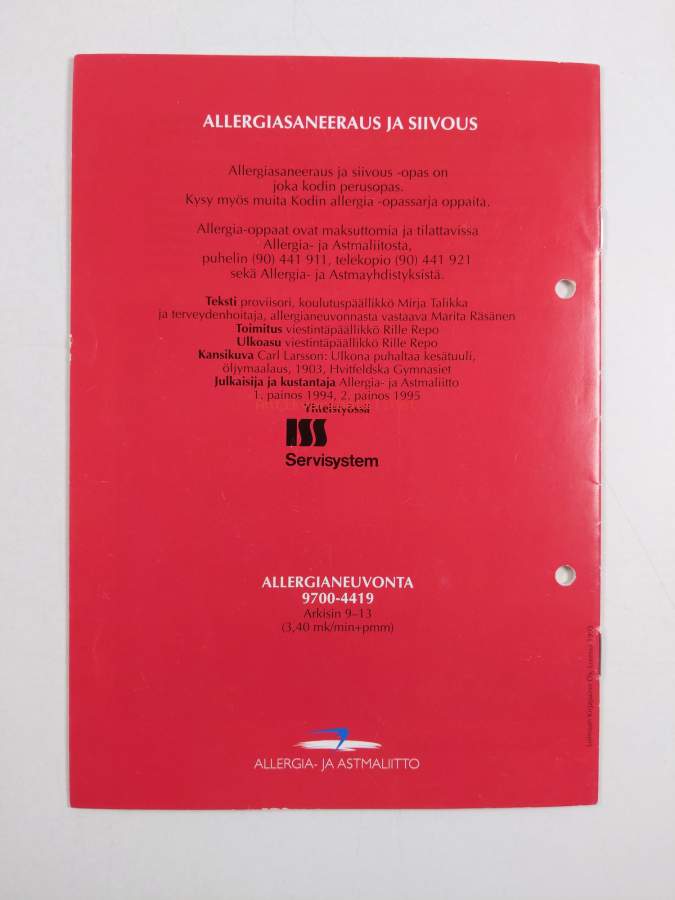 ALLERGIASANEERAUS JA SIIVOUS
Allergiasaneeraus ja siivous -opas on
joka kodin perusopas.
Kysy myös muita Kodin allergia -opassarja oppaita.
Allergia-oppaat ovat maksuttomia ja tilattavissa
Allergia- ja Astmaliitosta,
puhelin (90) 441 911, telekopio (90) 441 921
sekä Allergia- ja Astmayhdistyksistä.
Teksti proviisori, koulutuspäällikkö Mirja Talikka
ja terveydenhoitaja, allergianeuvonnasta vastaava Marita Räsänen
Toimitus viestintäpäällikkö Rille Repo
Ulkoasu viestintäpäällikkö Rille Repo
Kansikuva Carl Larsson: Ulkona puhaltaa kesätuuli,
öljymaalaus, 1903, Hvitfeldska Gymnasiet
Julkaisija ja kustantaja Allergia- ja Astmaliitto
1. painos 1994, 2. painos 1995
Yhteistyössä
ISS
Servisystem
ALLERGIANEUVONTA
9700-4419
Arkisin 9–13
(3,40 mk/min+pmm)
ALLERGIA- JA ASTMALIITTO